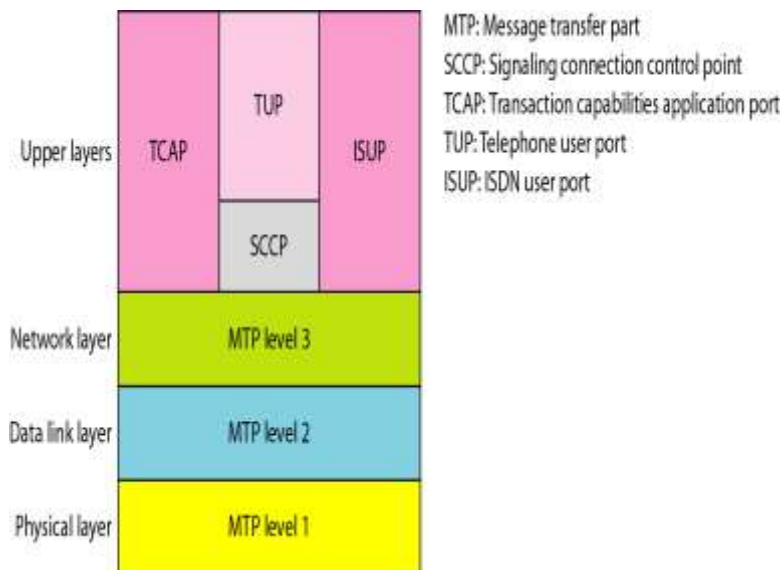 MTP: Message transfer part
SCCP: Signaling connection control point
TCAP: Transaction capabilities application port
TUP: Telephone user port
ISUP: ISDN user port
Upper layers
TCAP
TUP
ISUP
SCCP
Network layer
MTP level 3
Data link layer
MTP level 2
Physical layer
MTP level 1